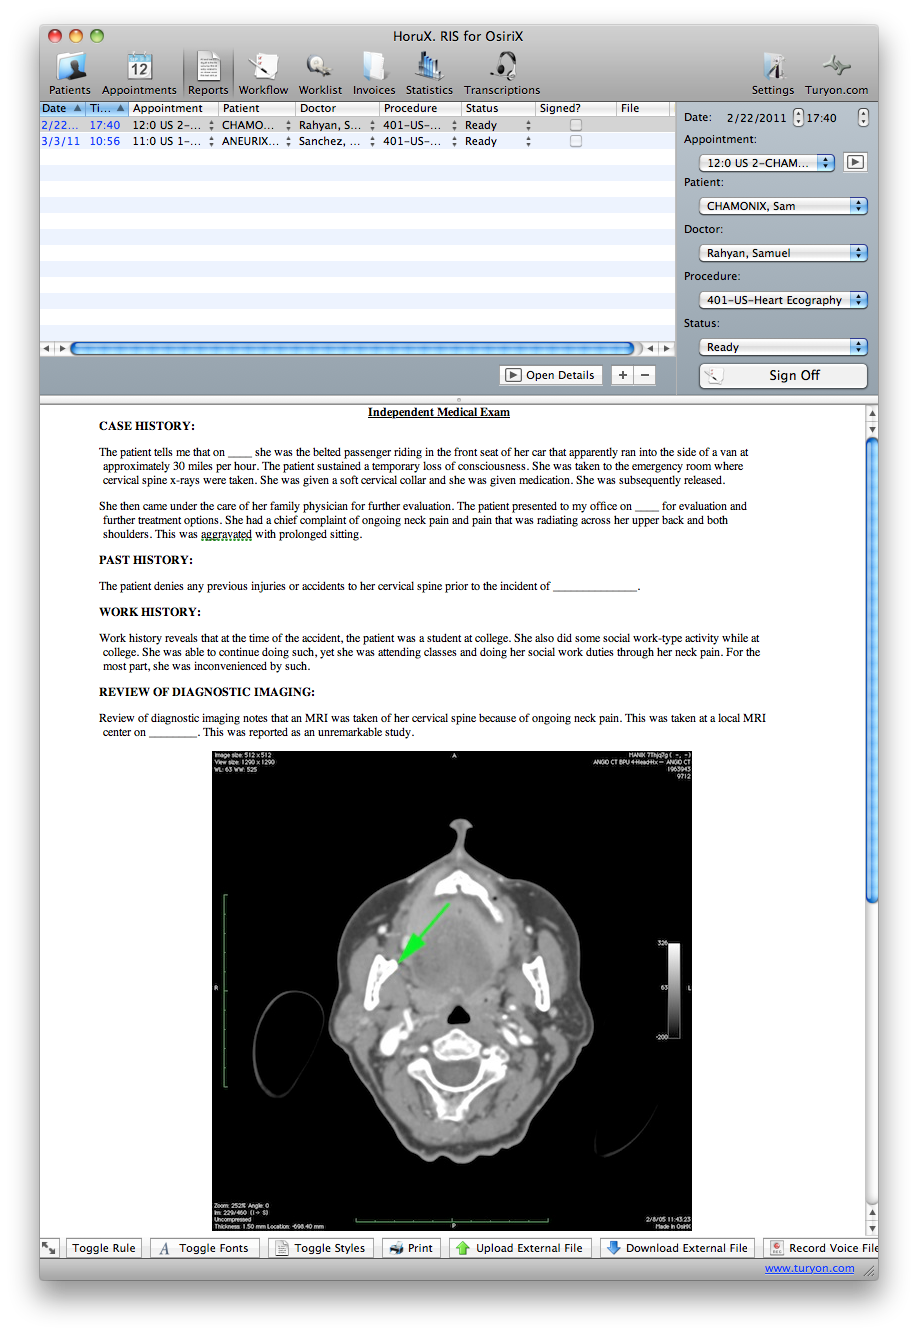 HoruX. RIS for OsiriX
Patients Appointments Reports Workflow Worklist Invoices Statistics Transcriptions Settings Turyon.com
12
Date Ti... Appointment Patient Doctor Procedure Status Signed? File
2/22... 17:40 12:0 US 2-... CHAMO... Rahyan, S... 401-US-... Ready
3/3/11 10:56 11:0 US 1-... ANEURIX... Sanchez, ... 401-US-... Ready
Date: 2/22/2011 17:40
Appointment:
12:0 US 2-CHAM...
Patient:
CHAMONIX, Sam
Doctor:
Rahyan, Samuel
Procedure:
401-US-Heart Ecography
Status:
Ready
Open Details + −
Sign Off
Independent Medical Exam
CASE HISTORY:
The patient tells me that on ____ she was the belted passenger riding in the front seat of her car that apparently ran into the side of a van at
approximately 30 miles per hour. The patient sustained a temporary loss of consciousness. She was taken to the emergency room where
cervical spine x-rays were taken. She was given a soft cervical collar and she was given medication. She was subsequently released.
She then came under the care of her family physician for further evaluation. The patient presented to my office on ____ for evaluation and
further treatment options. She had a chief complaint of ongoing neck pain and pain that was radiating across her upper back and both
shoulders. This was aggravated with prolonged sitting.
PAST HISTORY:
The patient denies any previous injuries or accidents to her cervical spine prior to the incident of ______________.
WORK HISTORY:
Work history reveals that at the time of the accident, the patient was a student at college. She also did some social work-type activity while at
college. She was able to continue doing such, yet she was attending classes and doing her social work duties through her neck pain. For the
most part, she was inconvenienced by such.
REVIEW OF DIAGNOSTIC IMAGING:
Review of diagnostic imaging notes that an MRI was taken of her cervical spine because of ongoing neck pain. This was taken at a local MRI
center on ________. This was reported as an unremarkable study.
Image size: 512 x 512
View size: 1290 x 1290
WL: 63 WW: 525
A
ANGIO CT
1963943
9712
R
326
63
-200
L
Zoom: 252% Angle: 0
Im: 229/460
Uncompressed
Thickness: 1.50 mm Location: -698.40 mm
P
2/8/05 11:43:23
Made in OsiriX
Toggle Rule Toggle Fonts Toggle Styles Print Upload External File Download External File Record Voice File
www.turyon.com